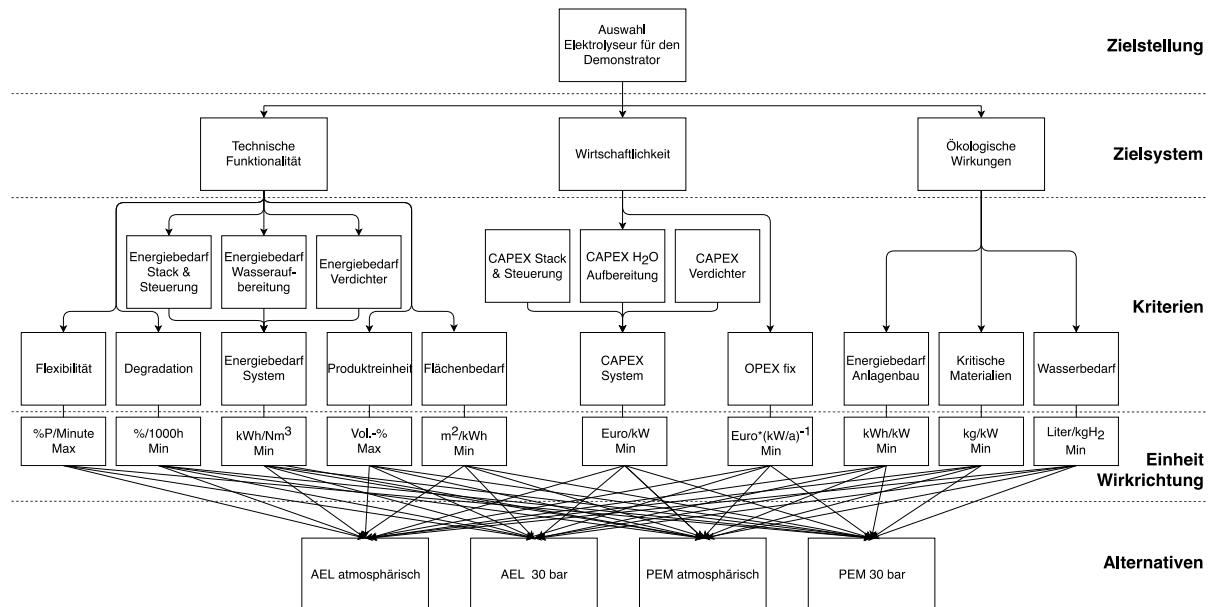 Auswahl
Elektrolyseur für den
Demonstrator
Zielstellung
Technische
Funktionalität
Wirtschaftlichkeit
Ökologische
Wirkungen
Zielsystem
Energiebedarf
Stack &
Steuerung
Energiebedarf
Wasserauf-
bereitung
Energiebedarf
Verdichter
CAPEX Stack
& Steuerung
CAPEX H₂O
Aufbereitung
CAPEX
Verdichter
Kriterien
Flexibilität
Degradation
Energiebedarf
System
Produktreinheit
Flächenbedarf
CAPEX
System
OPEX fix
Energiebedarf
Anlagenbau
Kritische
Materialien
Wasserbedarf
%P/Minute
Max
%/1000h
Min
kWh/Nm³
Min
Vol.-%
Max
m²/kWh
Min
Euro/kW
Min
Euro*(kW/a)⁻¹
Min
kWh/kW
Min
kg/kW
Min
Liter/kgH₂
Min
Einheit
Wirkrichtung
AEL atmosphärisch
AEL 30 bar
PEM atmosphärisch
PEM 30 bar
Alternativen